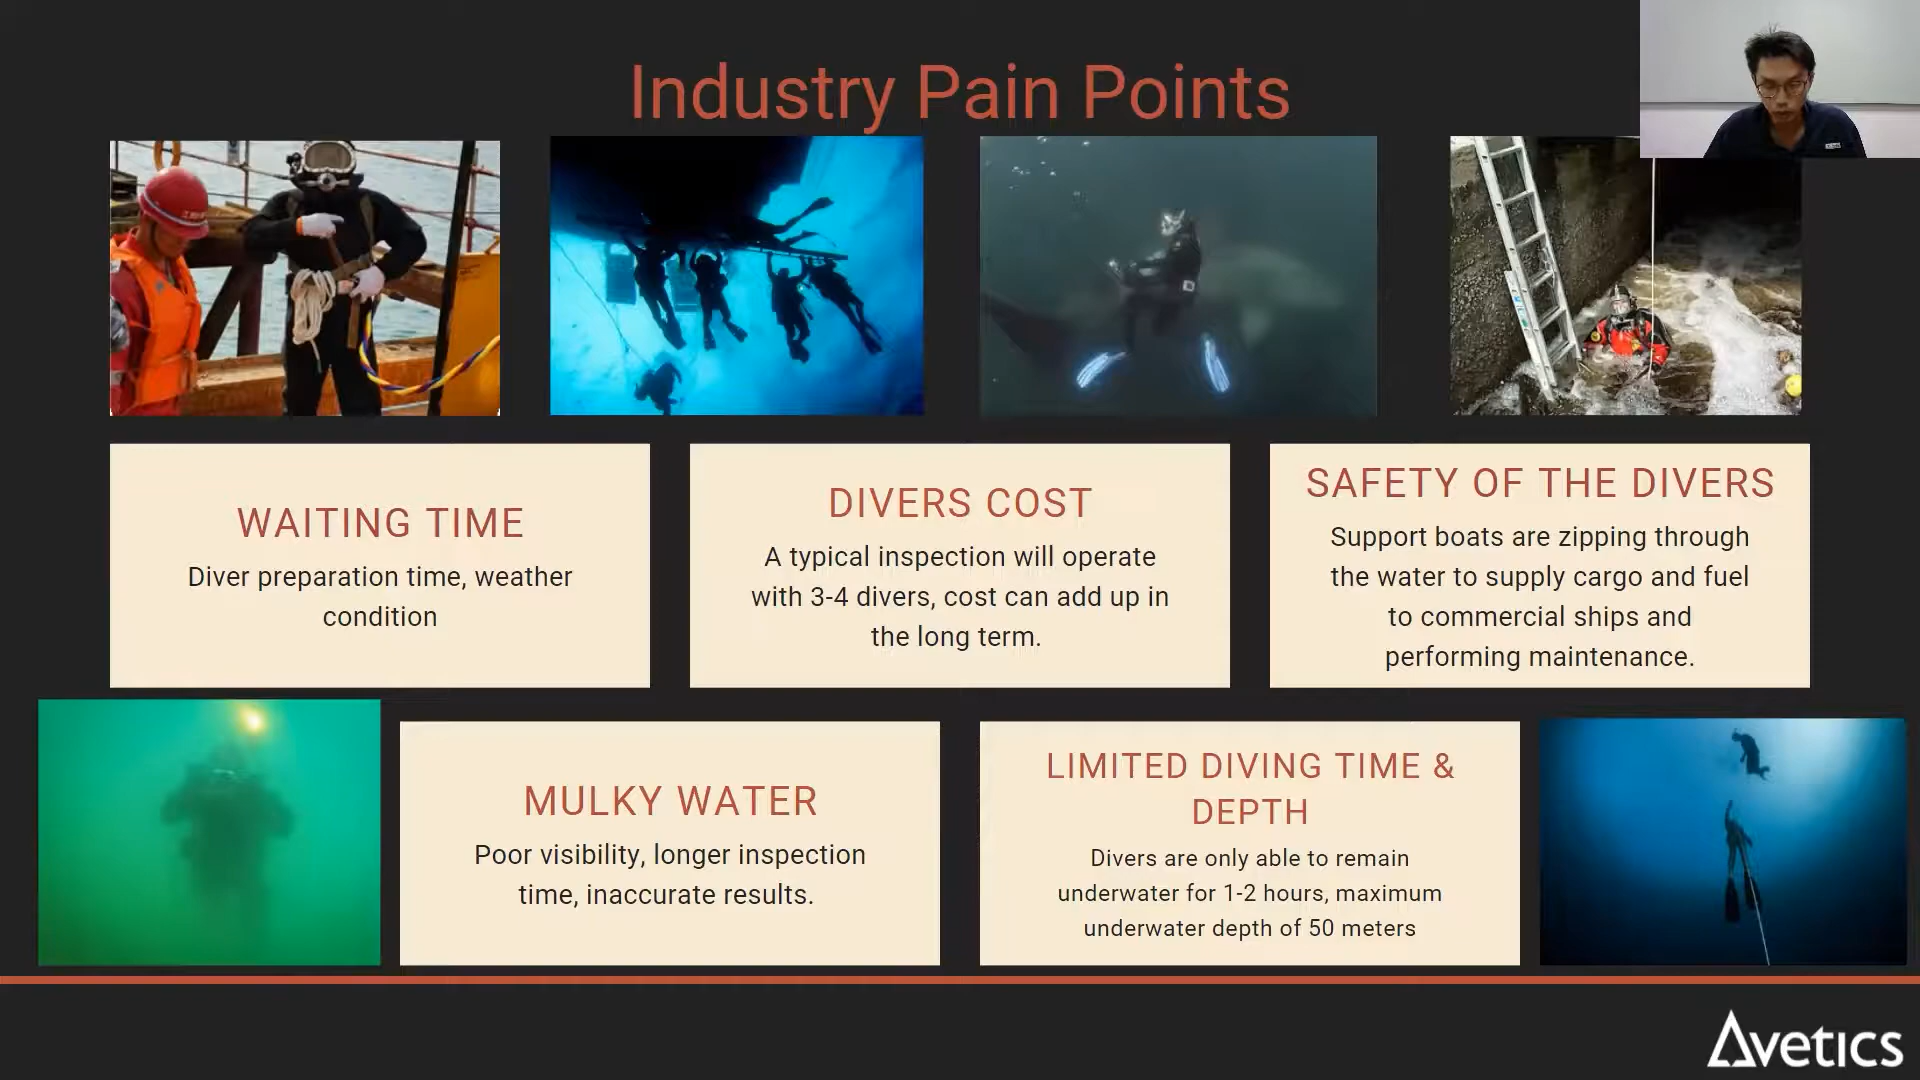 Industry Pain Points
WAITING TIME
Diver preparation time, weather
condition
DIVERS COST
A typical inspection will operate
with 3-4 divers, cost can add up in
the long term.
SAFETY OF THE DIVERS
Support boats are zipping through
the water to supply cargo and fuel
to commercial ships and
performing maintenance.
MULKY WATER
Poor visibility, longer inspection
time, inaccurate results.
LIMITED DIVING TIME &
DEPTH
Divers are only able to remain
underwater for 1-2 hours, maximum
underwater depth of 50 meters
Avetics